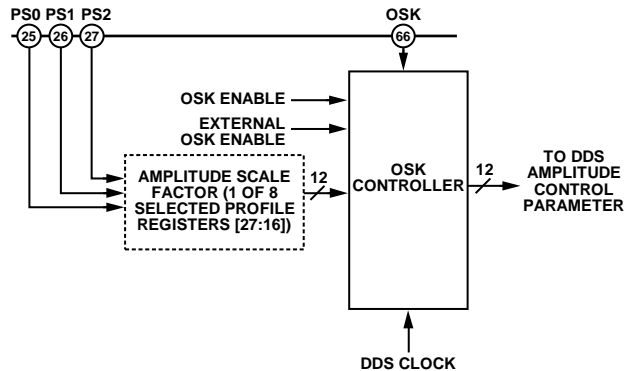 PS0 PS1 PS2
OSK
25 26 27
66
OSK ENABLE
EXTERNAL
OSK ENABLE
AMPLITUDE SCALE
FACTOR (1 OF 8
SELECTED PROFILE
REGISTERS [27:16])
12
OSK
CONTROLLER
12
TO DDS
AMPLITUDE
CONTROL
PARAMETER
DDS CLOCK